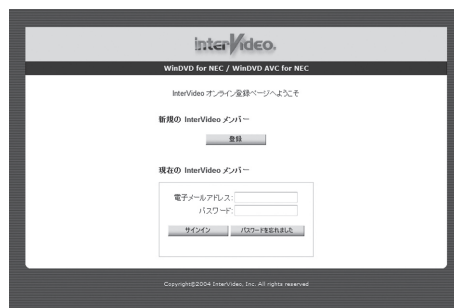 InterVideo.
WinDVD for NEC / WinDVD AVC for NEC
InterVideo オンライン登録ページへようこそ
新規の InterVideo メンバー
登録
現在の InterVideo メンバー
電子メールアドレス:
パスワード:
サインイン パスワードを忘れました
Copyright©2004 InterVideo, Inc. All rights reserved